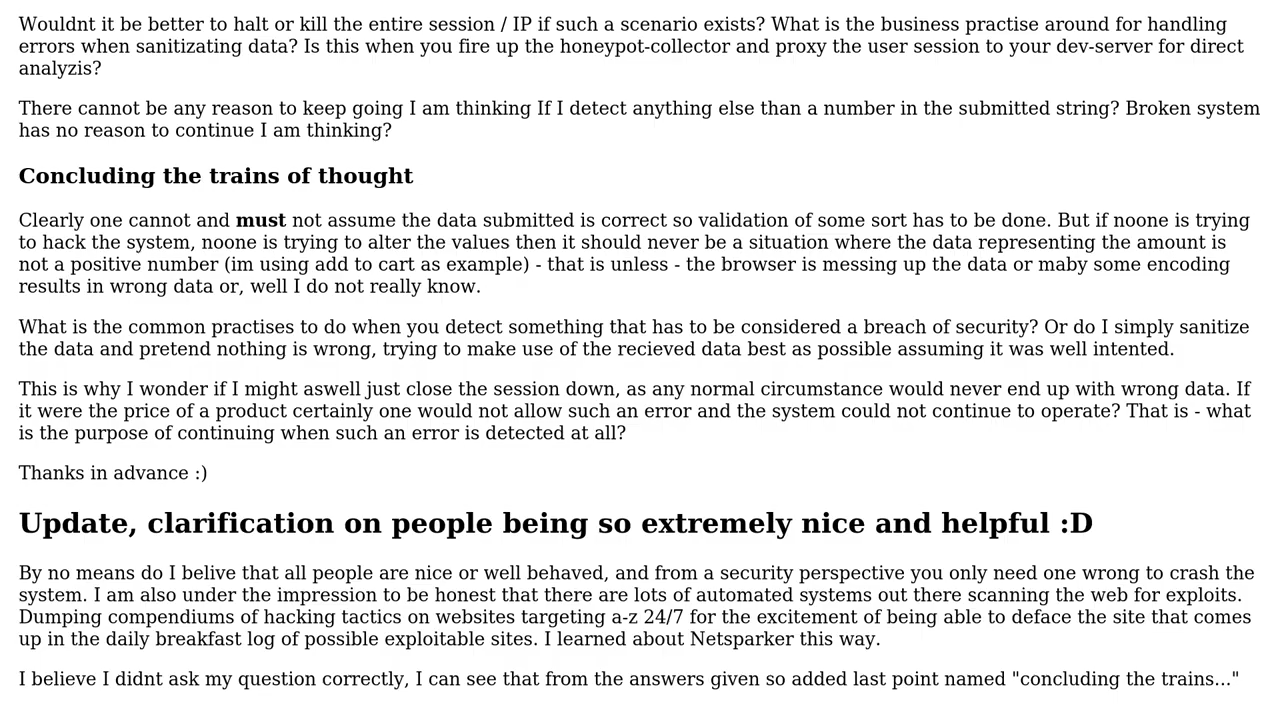 Wouldnt it be better to halt or kill the entire session / IP if such a scenario exists? What is the business practise around for handling
errors when sanitizating data? Is this when you fire up the honeypot-collector and proxy the user session to your dev-server for direct
analyzis?
There cannot be any reason to keep going I am thinking If I detect anything else than a number in the submitted string? Broken system
has no reason to continue I am thinking?
Concluding the trains of thought
Clearly one cannot and must not assume the data submitted is correct so validation of some sort has to be done. But if noone is trying
to hack the system, noone is trying to alter the values then it should never be a situation where the data representing the amount is
not a positive number (im using add to cart as example) - that is unless - the browser is messing up the data or maby some encoding
results in wrong data or, well I do not really know.
What is the common practises to do when you detect something that has to be considered a breach of security? Or do I simply sanitize
the data and pretend nothing is wrong, trying to make use of the recieved data best as possible assuming it was well intented.
This is why I wonder if I might aswell just close the session down, as any normal circumstance would never end up with wrong data. If
it were the price of a product certainly one would not allow such an error and the system could not continue to operate? That is - what
is the purpose of continuing when such an error is detected at all?
Thanks in advance :)
Update, clarification on people being so extremely nice and helpful :D
By no means do I belive that all people are nice or well behaved, and from a security perspective you only need one wrong to crash the
system. I am also under the impression to be honest that there are lots of automated systems out there scanning the web for exploits.
Dumping compendiums of hacking tactics on websites targeting a-z 24/7 for the excitement of being able to deface the site that comes
up in the daily breakfast log of possible exploitable sites. I learned about Netsparker this way.
I believe I didnt ask my question correctly, I can see that from the answers given so added last point named "concluding the trains..."